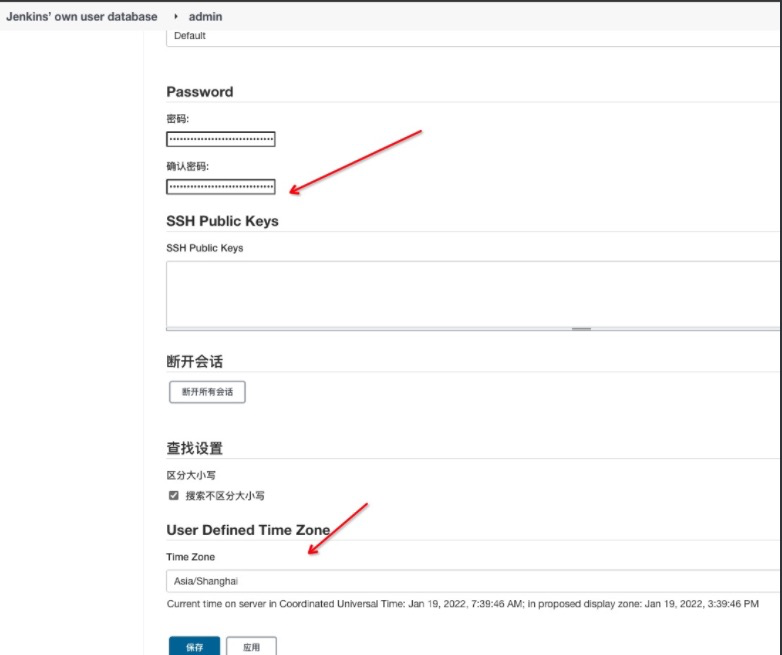 Jenkins' own user database ▸ admin
Default
Password
密码:
确认密码:
SSH Public Keys
SSH Public Keys
断开会话
断开所有会话
查找设置
区分大小写
搜索不区分大小写
User Defined Time Zone
Time Zone
Asia/Shanghai
Current time on server in Coordinated Universal Time: Jan 19, 2022, 7:39:46 AM; in proposed display zone: Jan 19, 2022, 3:39:46 PM
保存 应用